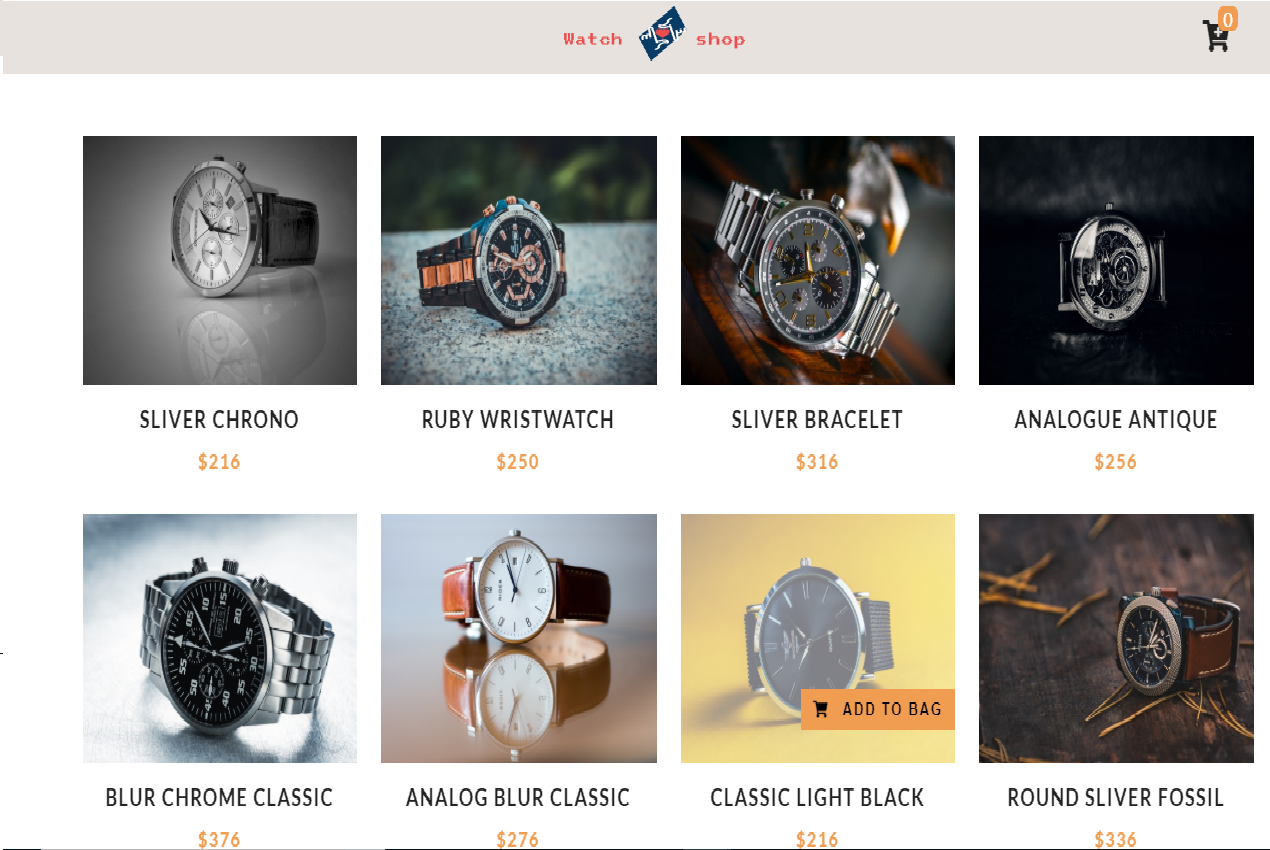 0
Watch shop
SLIVER CHRONO
RUBY WRISTWATCH
SLIVER BRACELET
ANALOGUE ANTIQUE
$216
$250
$316
$256
ADD TO BAG
BLUR CHROME CLASSIC
ANALOG BLUR CLASSIC
CLASSIC LIGHT BLACK
ROUND SLIVER FOSSIL
$376
$276
$216
$336